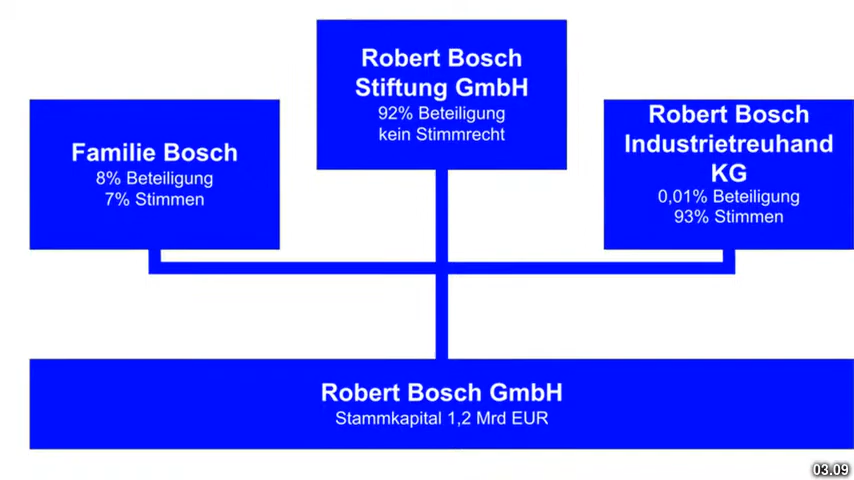 Robert Bosch
Stiftung GmbH
92% Beteiligung
kein Stimmrecht
Familie Bosch
8% Beteiligung
7% Stimmen
Robert Bosch
Industrietreuhand
KG
0,01% Beteiligung
93% Stimmen
Robert Bosch GmbH
Stammkapital 1,2 Mrd EUR
03.09